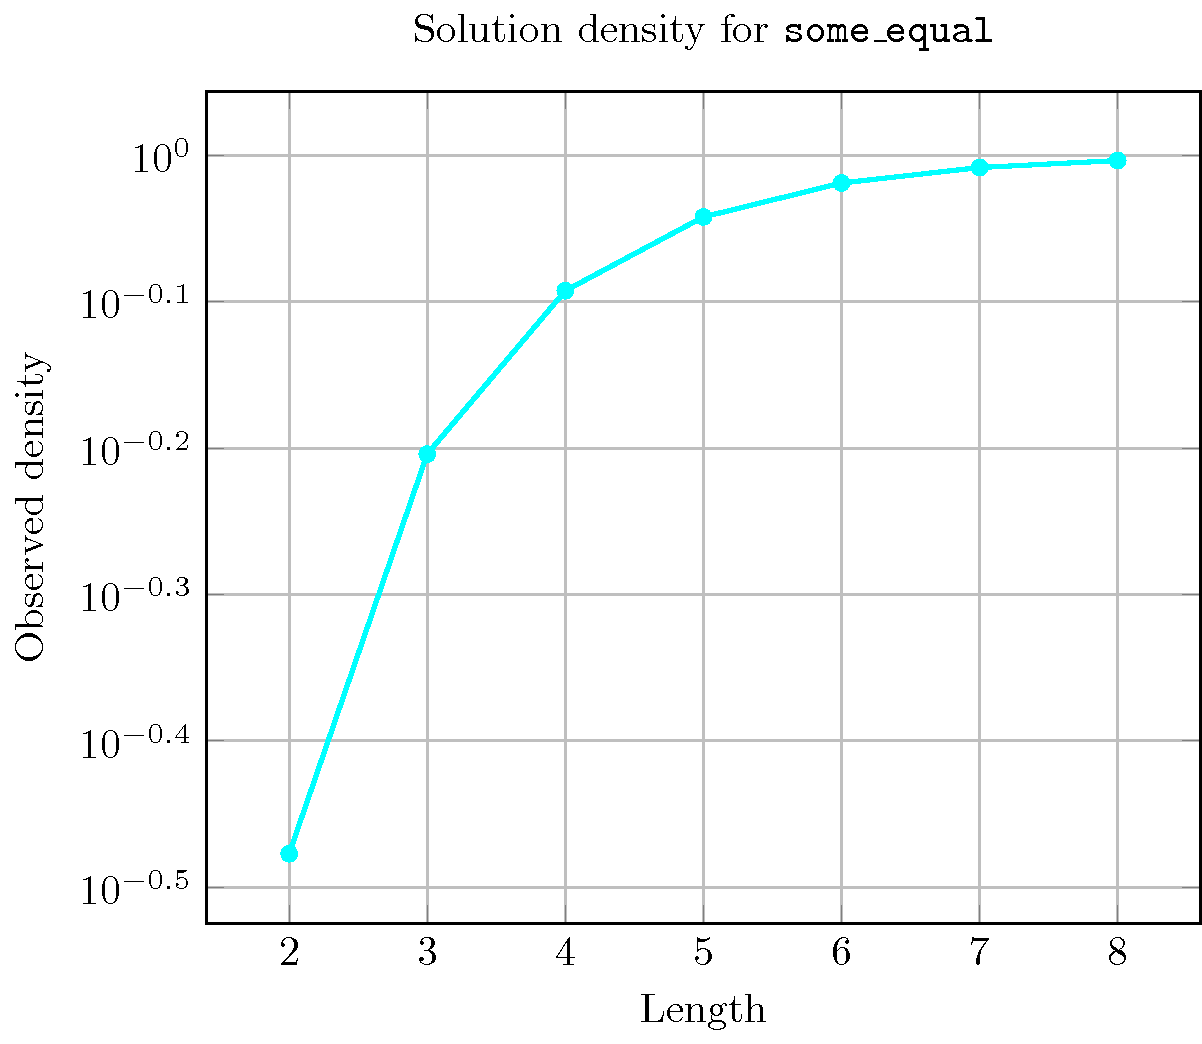 Solution density for some_equal
10^0
10^−0.1
10^−0.2
10^−0.3
10^−0.4
10^−0.5
Observed density
2 3 4 5 6 7 8
Length